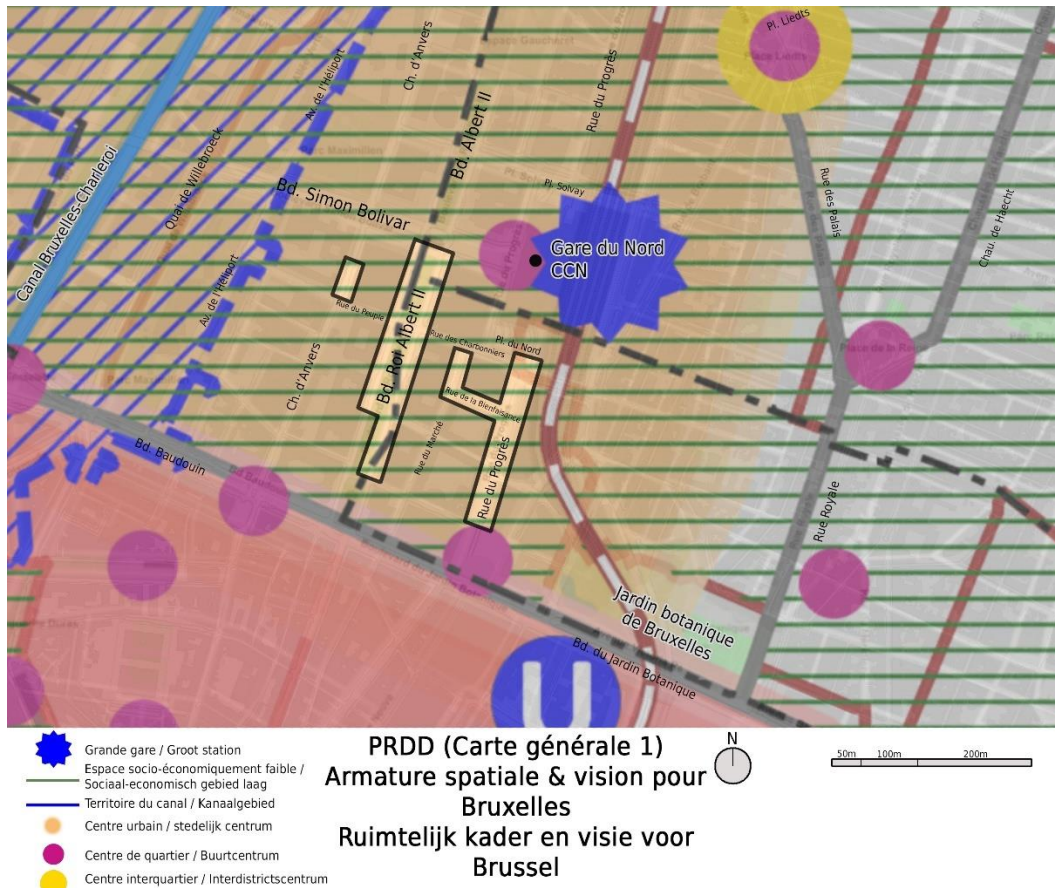 Pl. Liedts
Place Liedts
Espace Gaucheret
Ch. d'Anvers
Av. de l'Héliport
Rue du Progrès
Bd. Albert II
Quai de Willebroeck
Canal Bruxelles-Charleroi
Bd. Simon Bolivar
Pl. Solvay
Rue des Palais
Chau. de Haecht
Gare du Nord
CCN
Av. de l'Héliport
Rue du Peuple
Bd. Roi Albert II
Rue des Charbonniers
Pl. du Nord
Ch. d'Anvers
Rue de la Bienfaisance
Rue du Marché
Rue du Progrès
Bd. Baudouin
Rue Royale
Jardin botanique
de Bruxelles
Bd. du Jardin Botanique
U
Grande gare / Groot station
Espace socio-économiquement faible /
Sociaal-economisch gebied laag
Territoire du canal / Kanaalgebied
Centre urbain / stedelijk centrum
Centre de quartier / Buurtcentrum
Centre interquartier / Interdistrictscentrum
PRDD (Carte générale 1)
Armature spatiale & vision pour
Bruxelles
Ruimtelijk kader en visie voor
Brussel
N
50m 100m 200m